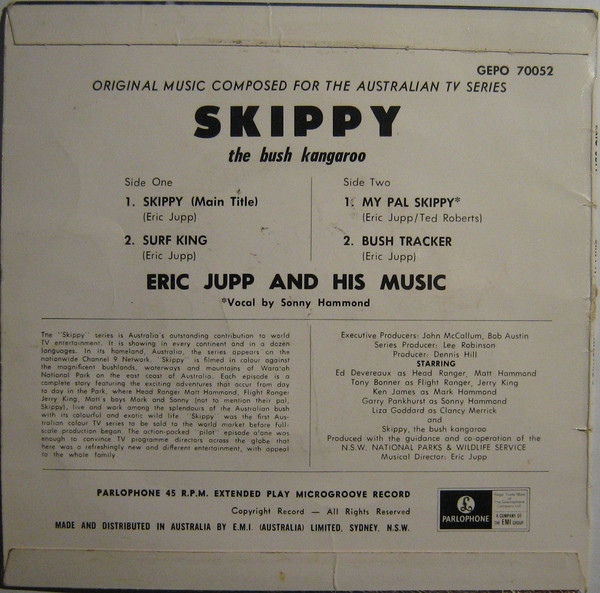 GEPO 70052
ORIGINAL MUSIC COMPOSED FOR THE AUSTRALIAN TV SERIES
SKIPPY
the bush kangaroo
Side One
1. SKIPPY (Main Title)
(Eric Jupp)
2. SURF KING
(Eric Jupp)
Side Two
1. MY PAL SKIPPY*
(Eric Jupp/Ted Roberts)
2. BUSH TRACKER
(Eric Jupp)
ERIC JUPP AND HIS MUSIC
*Vocal by Sonny Hammond
The "Skippy" series is Australia's outstanding contribution to world
TV entertainment. It is showing in every continent and in a dozen
languages. In its homeland, Australia, the series appears on the
nationwide Channel 9 Network. "Skippy" is filmed in colour against
the magnificent bushlands, waterways and mountains of Waratah
National Park on the east coast of Australia. Each episode is a
complete story featuring the exciting adventures that occur from day
to day in the Park, where Head Ranger Matt Hammond, Flight Ranger
Jerry King, Matt's boys Mark and Sonny (not to mention their pal,
Skippy), live and work among the splendours of the Australian bush
with its colourful and exotic wild life. "Skippy" was the first Aus-
tralian colour TV series to be sold to the world market before full-
scale production began. The action-packed "pilot" episode alone was
enough to convince TV programme directors across the globe that
here was a refreshingly new and different entertainment, with appeal
to the whole family
Executive Producers: John McCallum, Bob Austin
Series Producer: Lee Robinson
Producer: Dennis Hill
STARRING
Ed Devereaux as Head Ranger, Matt Hammond
Tony Bonner as Flight Ranger, Jerry King
Ken James as Mark Hammond
Garry Pankhurst as Sonny Hammond
Liza Goddard as Clancy Merrick
and
Skippy, the bush kangaroo
Produced with the guidance and co-operation of the
N.S.W. NATIONAL PARKS & WILDLIFE SERVICE
Musical Director: Eric Jupp
PARLOPHONE 45 R.P.M. EXTENDED PLAY MICROGROOVE RECORD
Copyright Record — All Rights Reserved
MADE AND DISTRIBUTED IN AUSTRALIA BY E.M.I. (AUSTRALIA) LIMITED, SYDNEY, N.S.W.
PARLOPHONE
A COMPANY OF
THE EMI GROUP